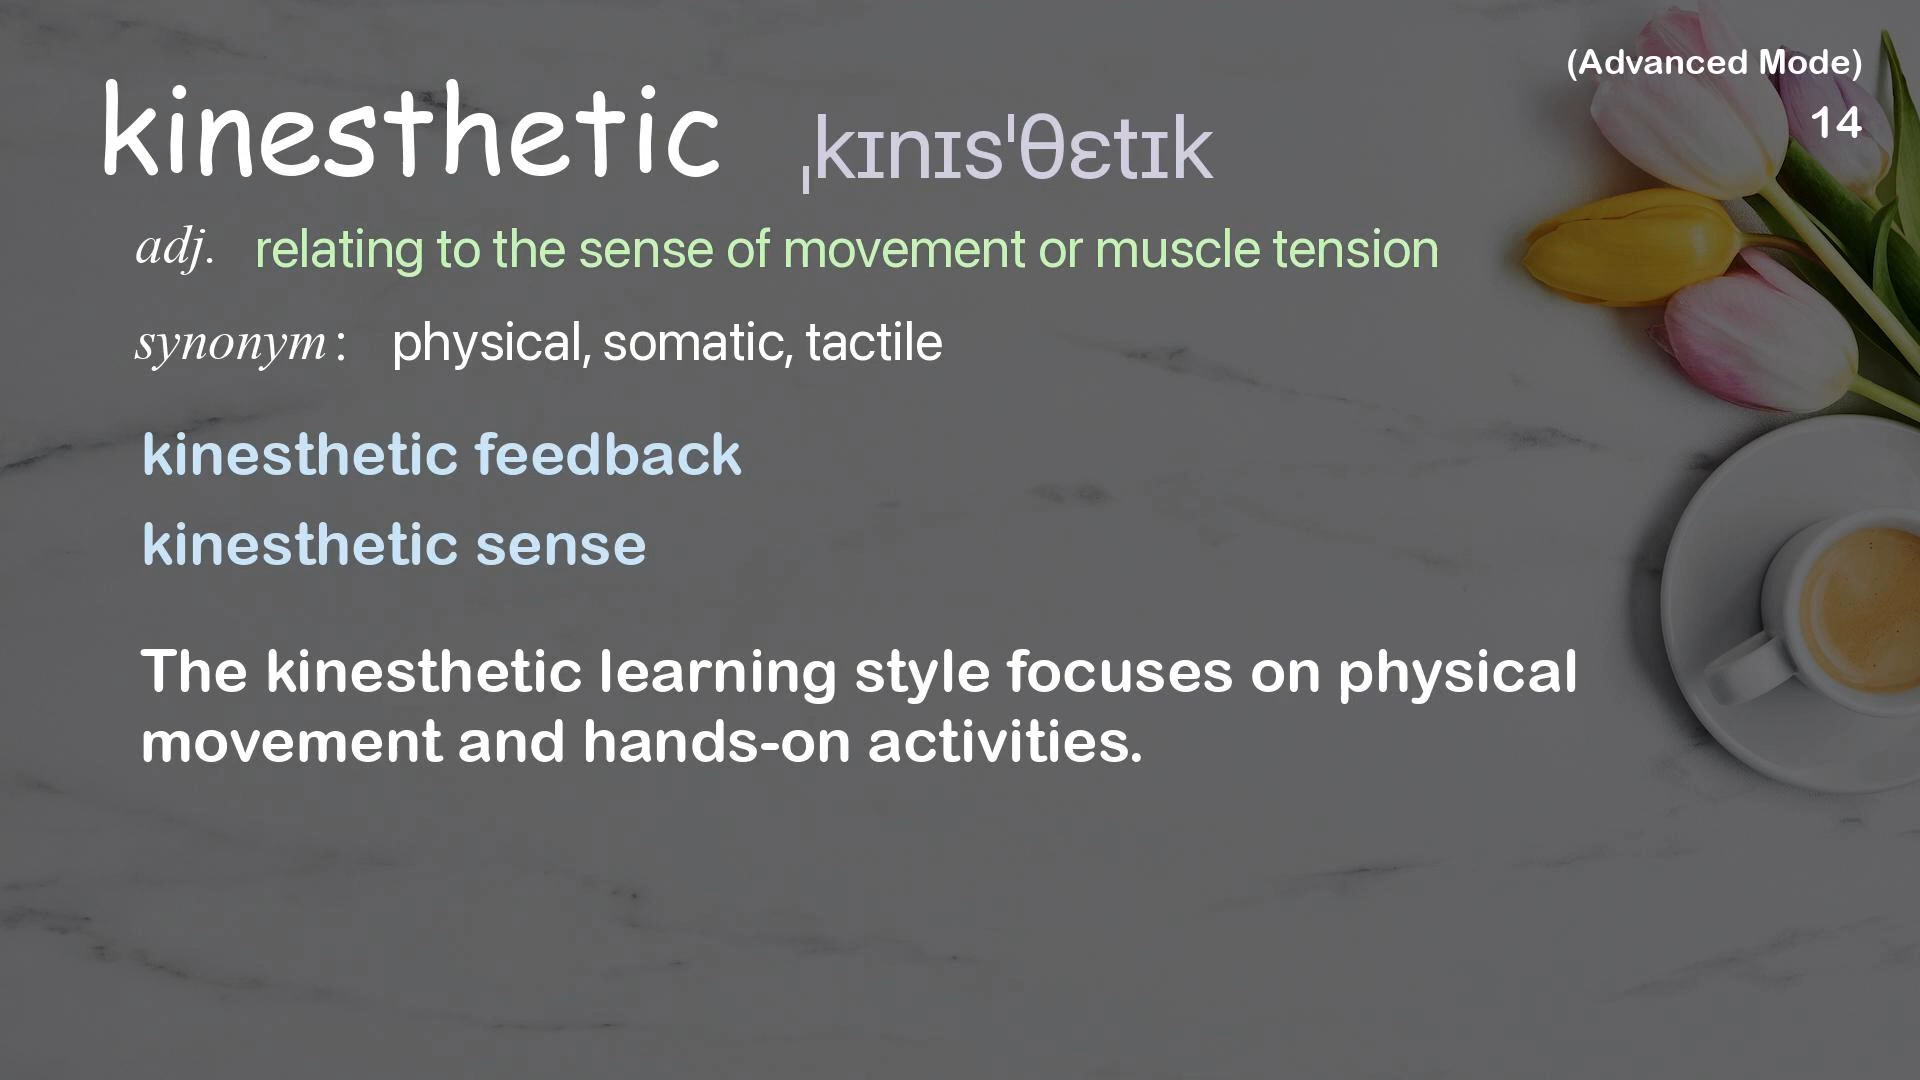 (Advanced Mode)
14
kinesthetic ˌkɪnɪsˈθɛtɪk
adj. relating to the sense of movement or muscle tension
synonym : physical, somatic, tactile
kinesthetic feedback
kinesthetic sense
The kinesthetic learning style focuses on physical
movement and hands-on activities.